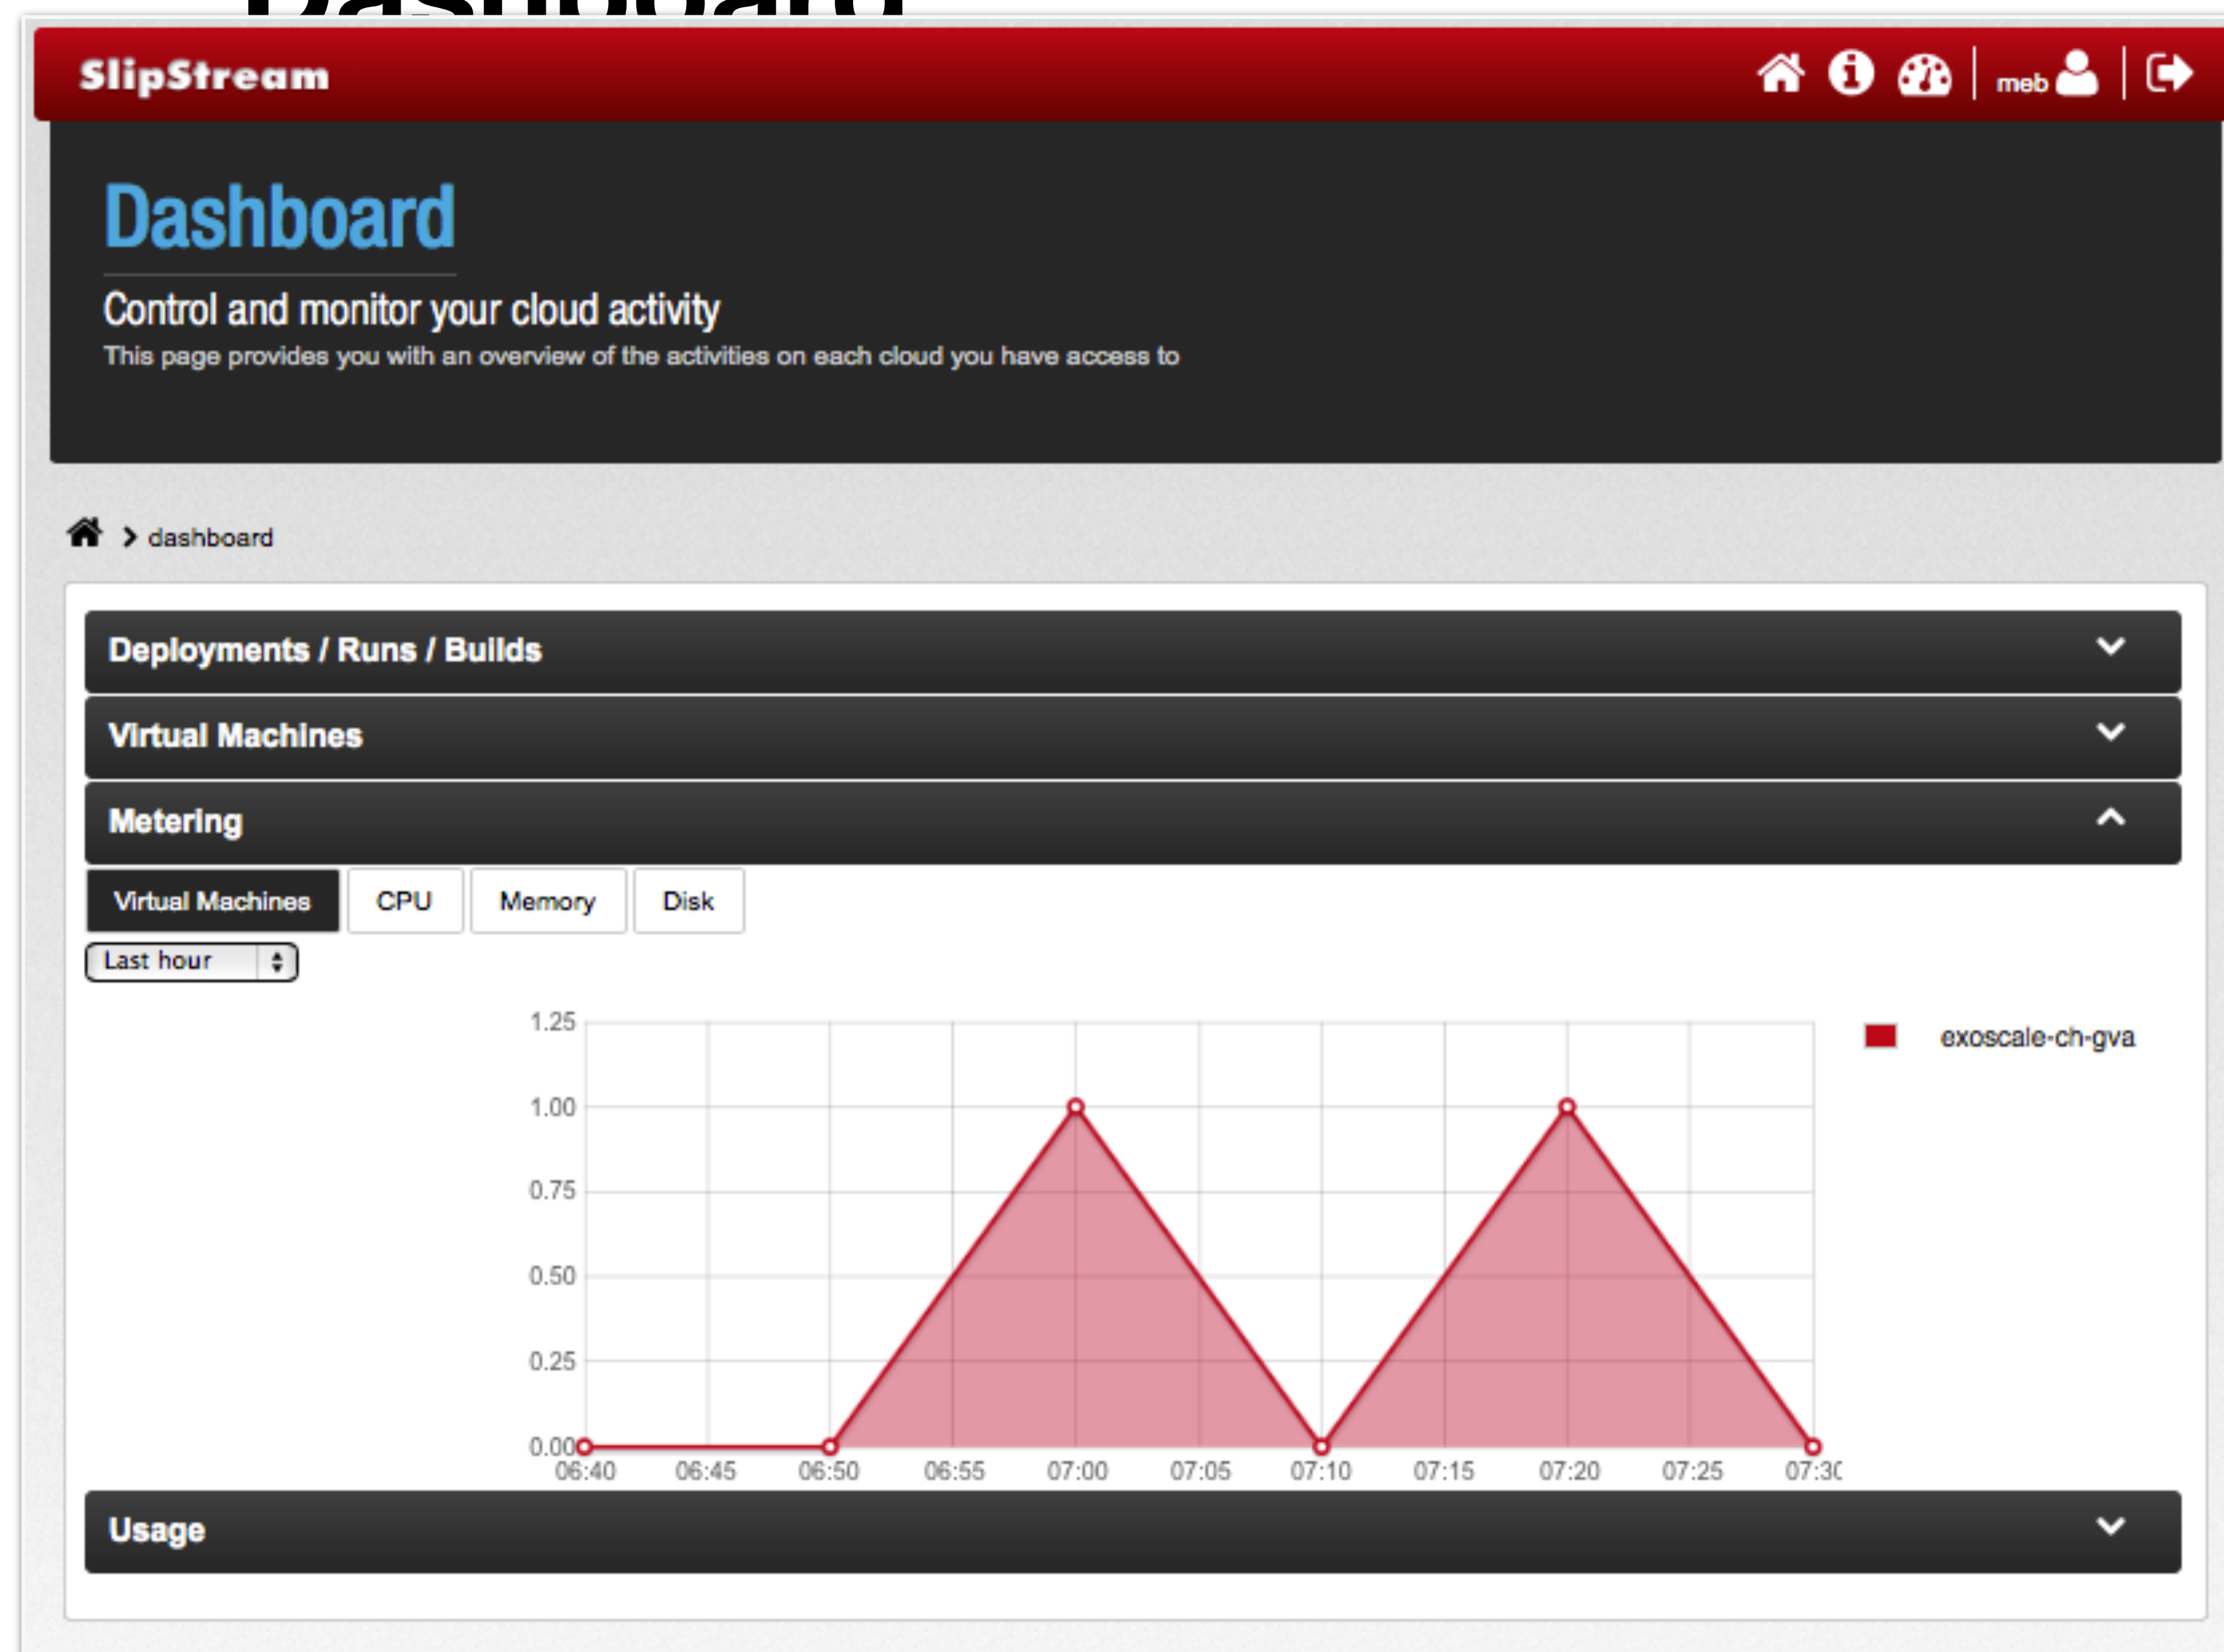 Dashboard
SlipStream
meb
Dashboard
Control and monitor your cloud activity
This page provides you with an overview of the activities on each cloud you have access to
dashboard
Deployments / Runs / Builds
Virtual Machines
Metering
Virtual Machines CPU Memory Disk
Last hour
exoscale-ch-gva
1.25
1.00
0.75
0.50
0.25
0.00
06:40 06:45 06:50 06:55 07:00 07:05 07:10 07:15 07:20 07:25 07:30
Usage